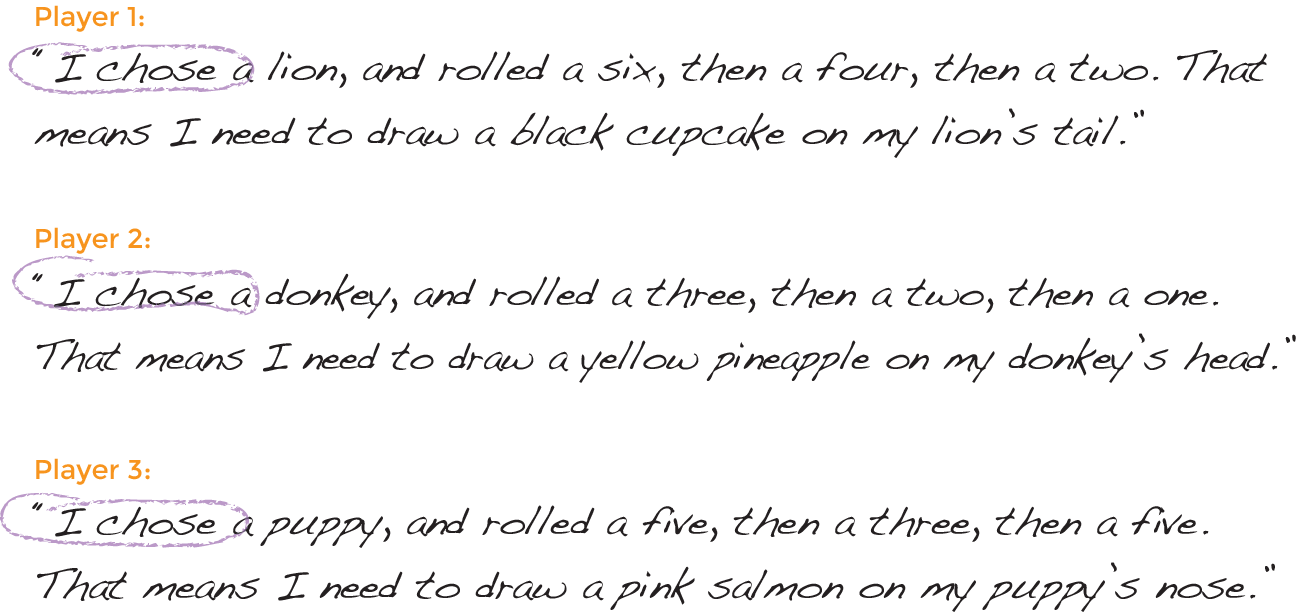 Player 1:
" I chose a lion, and rolled a six, then a four, then a two. That
means I need to draw a black cupcake on my lion's tail."
Player 2:
" I chose a donkey, and rolled a three, then a two, then a one.
That means I need to draw a yellow pineapple on my donkey's head."
Player 3:
" I chose a puppy, and rolled a five, then a three, then a five.
That means I need to draw a pink salmon on my puppy's nose."